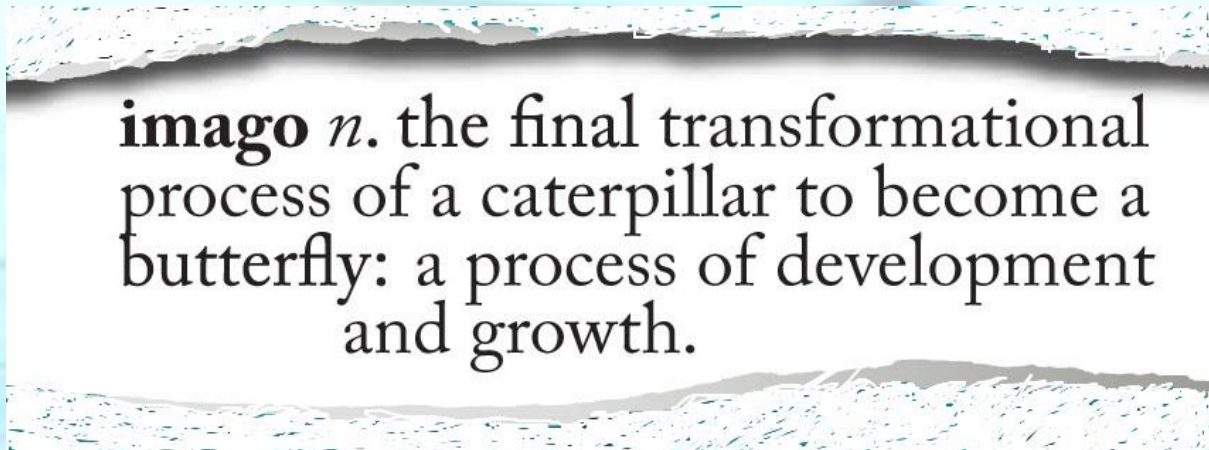 imago n. the final transformational
process of a caterpillar to become a
butterfly: a process of development
and growth.